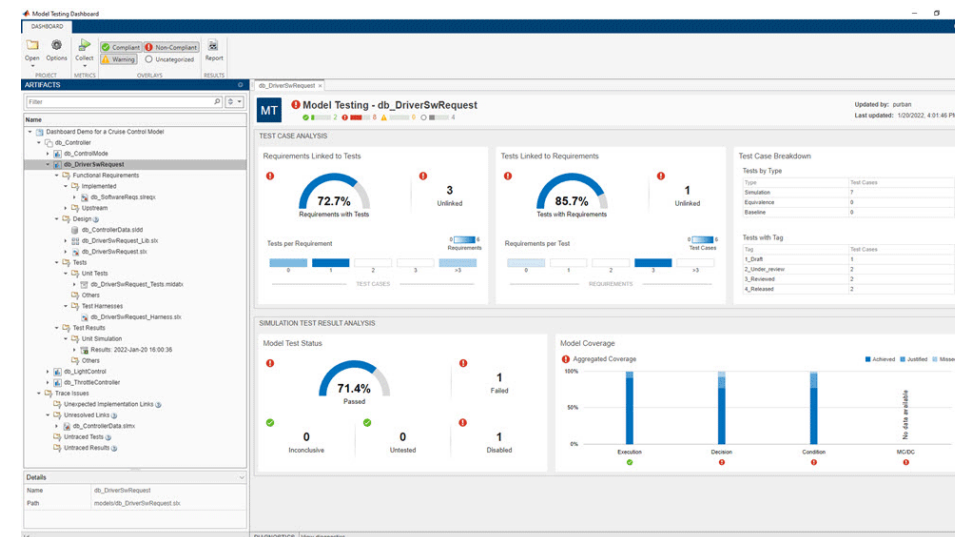 Model Testing Dashboard
DASHBOARD
Open Options Collect Compliant Non-Compliant Warning Uncategorized Report
PROJECT METRICS OVERLAYS RESULTS
ARTIFACTS
Filter
Name
Dashboard Demo for a Cruise Control Model
db_Controller
db_ControlMode
db_DriverSwRequest
Functional Requirements
Implemented
db_SoftwareReqs.slreqx
Upstream
Design
db_ControllerData.sldd
db_DriverSwRequest_Lib.slx
db_DriverSwRequest.slx
Tests
Unit Tests
db_DriverSwRequest_Tests.mldatx
Others
Test Harnesses
db_DriverSwRequest_Harness.slx
Test Results
Unit Simulation
Results: 2022-Jan-20 16:00:36
Others
db_LightControl
db_ThrottleController
Trace Issues
Unexpected Implementation Links
Unresolved Links
db_ControllerData.slmx
Untraced Tests
Untraced Results
Details
Name db_DriverSwRequest
Path models/db_DriverSwRequest.slx
db_DriverSwRequest ×
MT
Model Testing - db_DriverSwRequest
2 8 0 4
Updated by: purban
Last updated: 1/20/2022, 4:01:46 PM
TEST CASE ANALYSIS
Requirements Linked to Tests
72.7%
Requirements with Tests
3
Unlinked
Tests per Requirement
0 6
Requirements
0 1 2 3 >3
TEST CASES
Tests Linked to Requirements
85.7%
Tests with Requirements
1
Unlinked
Requirements per Test
0
Test Cases
0 1 2 3 >3
REQUIREMENTS
Test Case Breakdown
Tests by Type
Type Test Cases
Simulation 7
Equivalence 0
Baseline 0
Tests with Tag
Tag Test Cases
1_Draft 1
2_Under_review 2
3_Reviewed 2
4_Released 2
SIMULATION TEST RESULT ANALYSIS
Model Test Status
71.4%
Passed
1
Failed
0
Inconclusive
0
Untested
1
Disabled
Model Coverage
Aggregated Coverage
Achieved Justified Misse
100%
50%
0%
No data available
Execution Decision Condition MC/DC